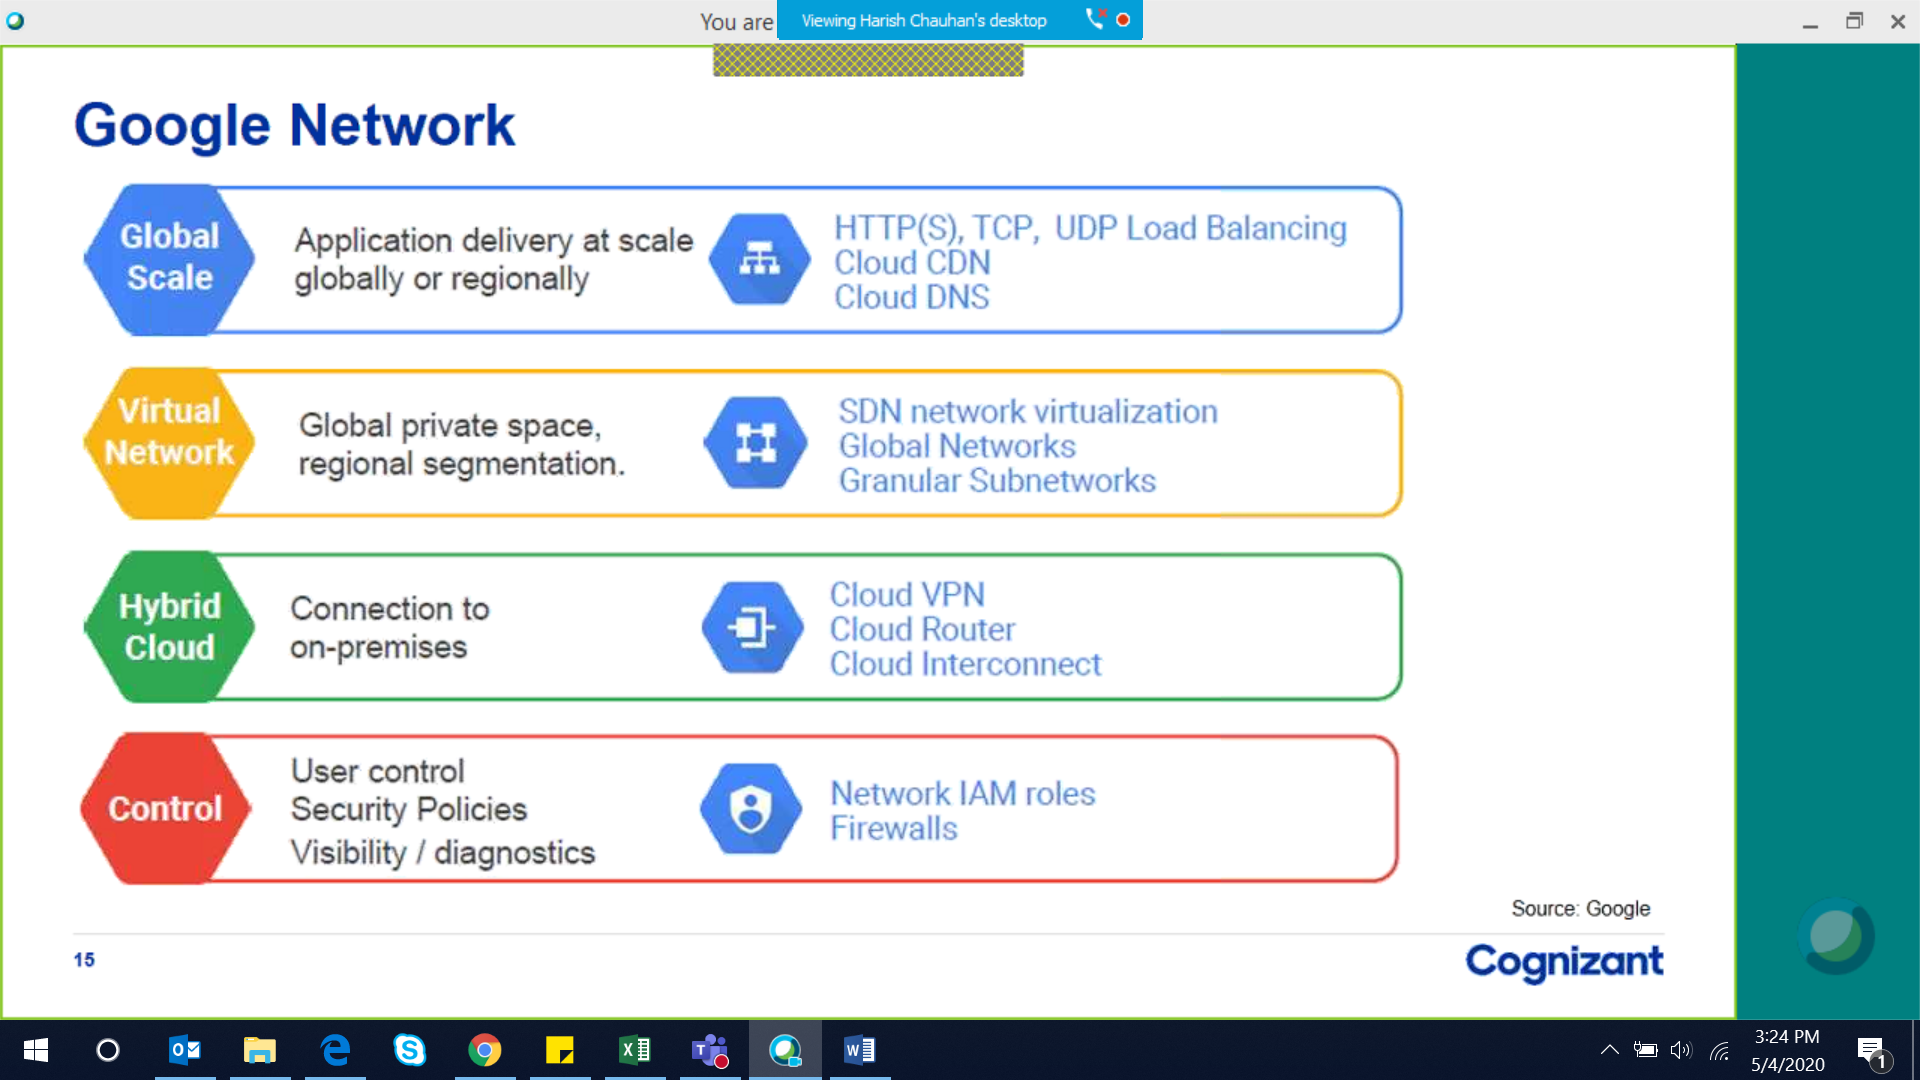 You are
Viewing Harish Chauhan's desktop
Google Network
Global
Scale
Application delivery at scale
globally or regionally
HTTP(S), TCP, UDP Load Balancing
Cloud CDN
Cloud DNS
Virtual
Network
Global private space,
regional segmentation.
SDN network virtualization
Global Networks
Granular Subnetworks
Hybrid
Cloud
Connection to
on-premises
Cloud VPN
Cloud Router
Cloud Interconnect
Control
User control
Security Policies
Visibility / diagnostics
Network IAM roles
Firewalls
Source: Google
15
Cognizant
3:24 PM
5/4/2020
1